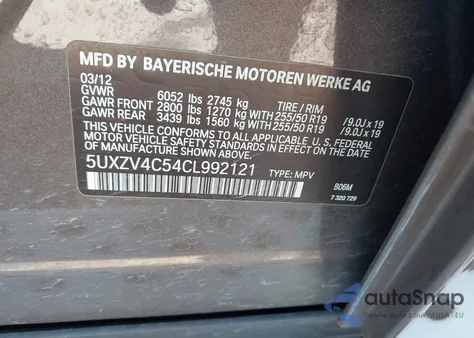 MFD BY BAYERISCHE MOTOREN WERKE AG
03/12
GVWR 6052 lbs 2745 kg TIRE / RIM
GAWR FRONT 2800 lbs 1270 kg WITH 255/50 R19 /9.0J x 19
GAWR REAR 3439 lbs 1560 kg WITH 255/50 R19 /9.0J x 19
THIS VEHICLE CONFORMS TO ALL APPLICABLE U.S. FEDERAL
MOTOR VEHICLE SAFETY STANDARDS IN EFFECT ON THE DATE OF
MANUFACTURE SHOWN ABOVE.
5UXZV4C54CL992121 TYPE: MPV
B06M
7 320 729
autoSnap
USA - EU